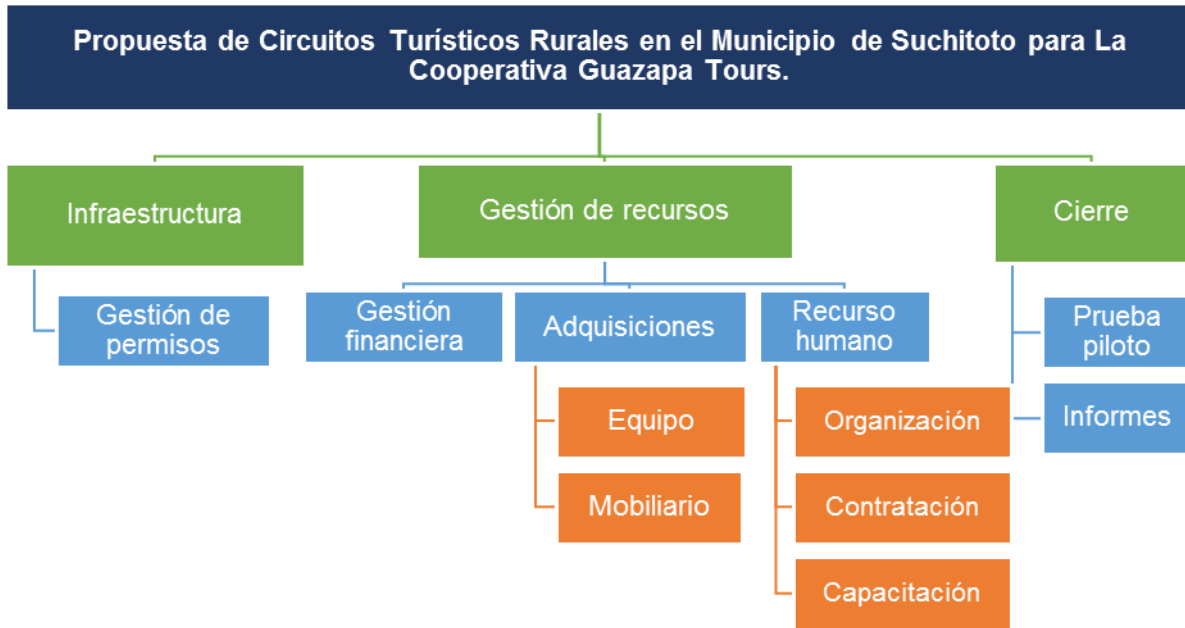 Propuesta de Circuitos Turísticos Rurales en el Municipio de Suchitoto para La
Cooperativa Guazapa Tours.
Infraestructura
Gestión de recursos
Cierre
Gestión de
permisos
Gestión
financiera
Adquisiciones
Recurso
humano
Prueba
piloto
Equipo
Organización
Informes
Mobiliario
Contratación
Capacitación